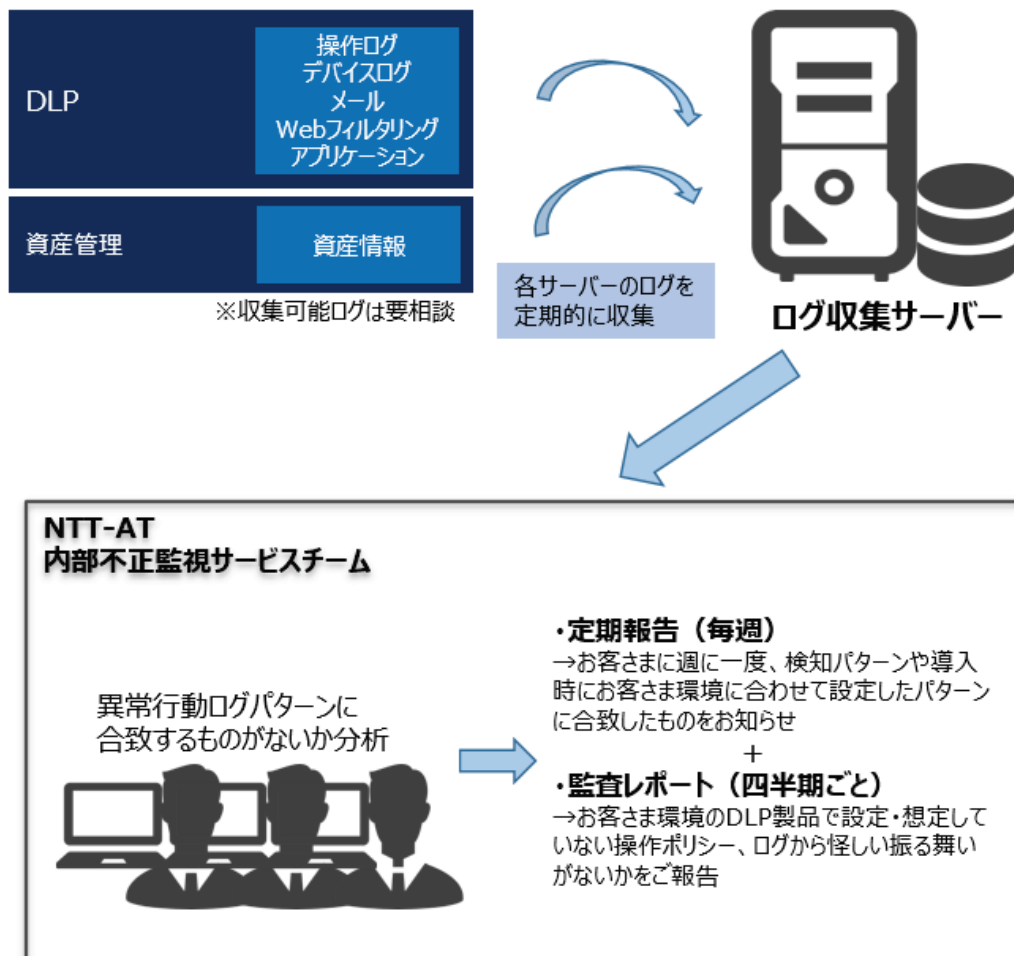 DLP
操作ログ
デバイスログ
メール
Webフィルタリング
アプリケーション
資産管理
資産情報
※収集可能ログは要相談
各サーバーのログを
定期的に収集
ログ収集サーバー
NTT-AT
内部不正監視サービスチーム
異常行動ログパターンに
合致するものがないか分析
・定期報告（毎週）
→お客さまに週に一度、検知パターンや導入
時にお客さま環境に合わせて設定したパターン
に合致したものをお知らせ
+
・監査レポート（四半期ごと）
→お客さま環境のDLP製品で設定・想定して
いない操作ポリシー、ログから怪しい振る舞い
がないかをご報告